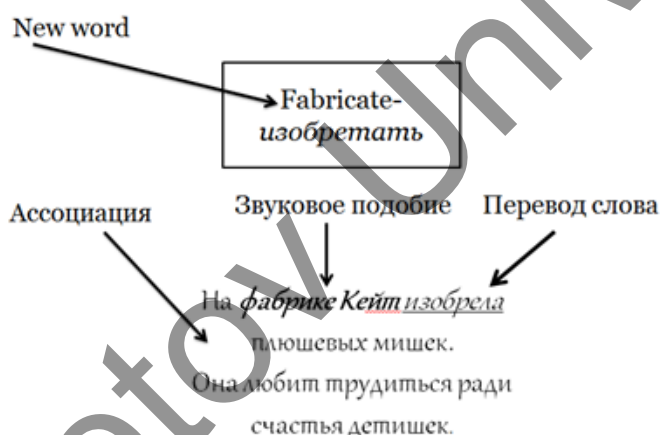 New word
Fabricate-
изобретать
Ассоциация
Звуковое подобие
Перевод слова
На фабрике Кейт изобрела
плюшевых мишек.
Она любит трудиться ради
счастья детишек.